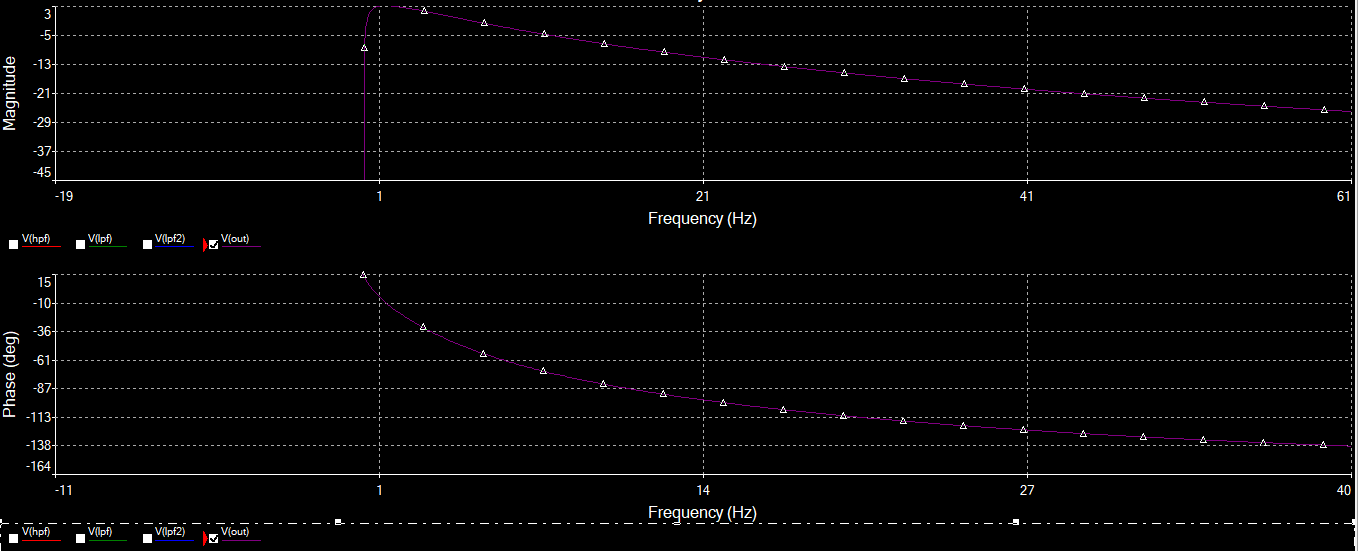 3
-5
-13
-21
-29
-37
-45
Magnitude
-19 1 21 41 61
Frequency (Hz)
V(hpf) V(lpf) V(lpf2) V(out)
15
-10
-36
-61
-87
-113
-138
-164
Phase (deg)
-11 1 14 27 40
Frequency (Hz)
V(hpf) V(lpf) V(lpf2) V(out)